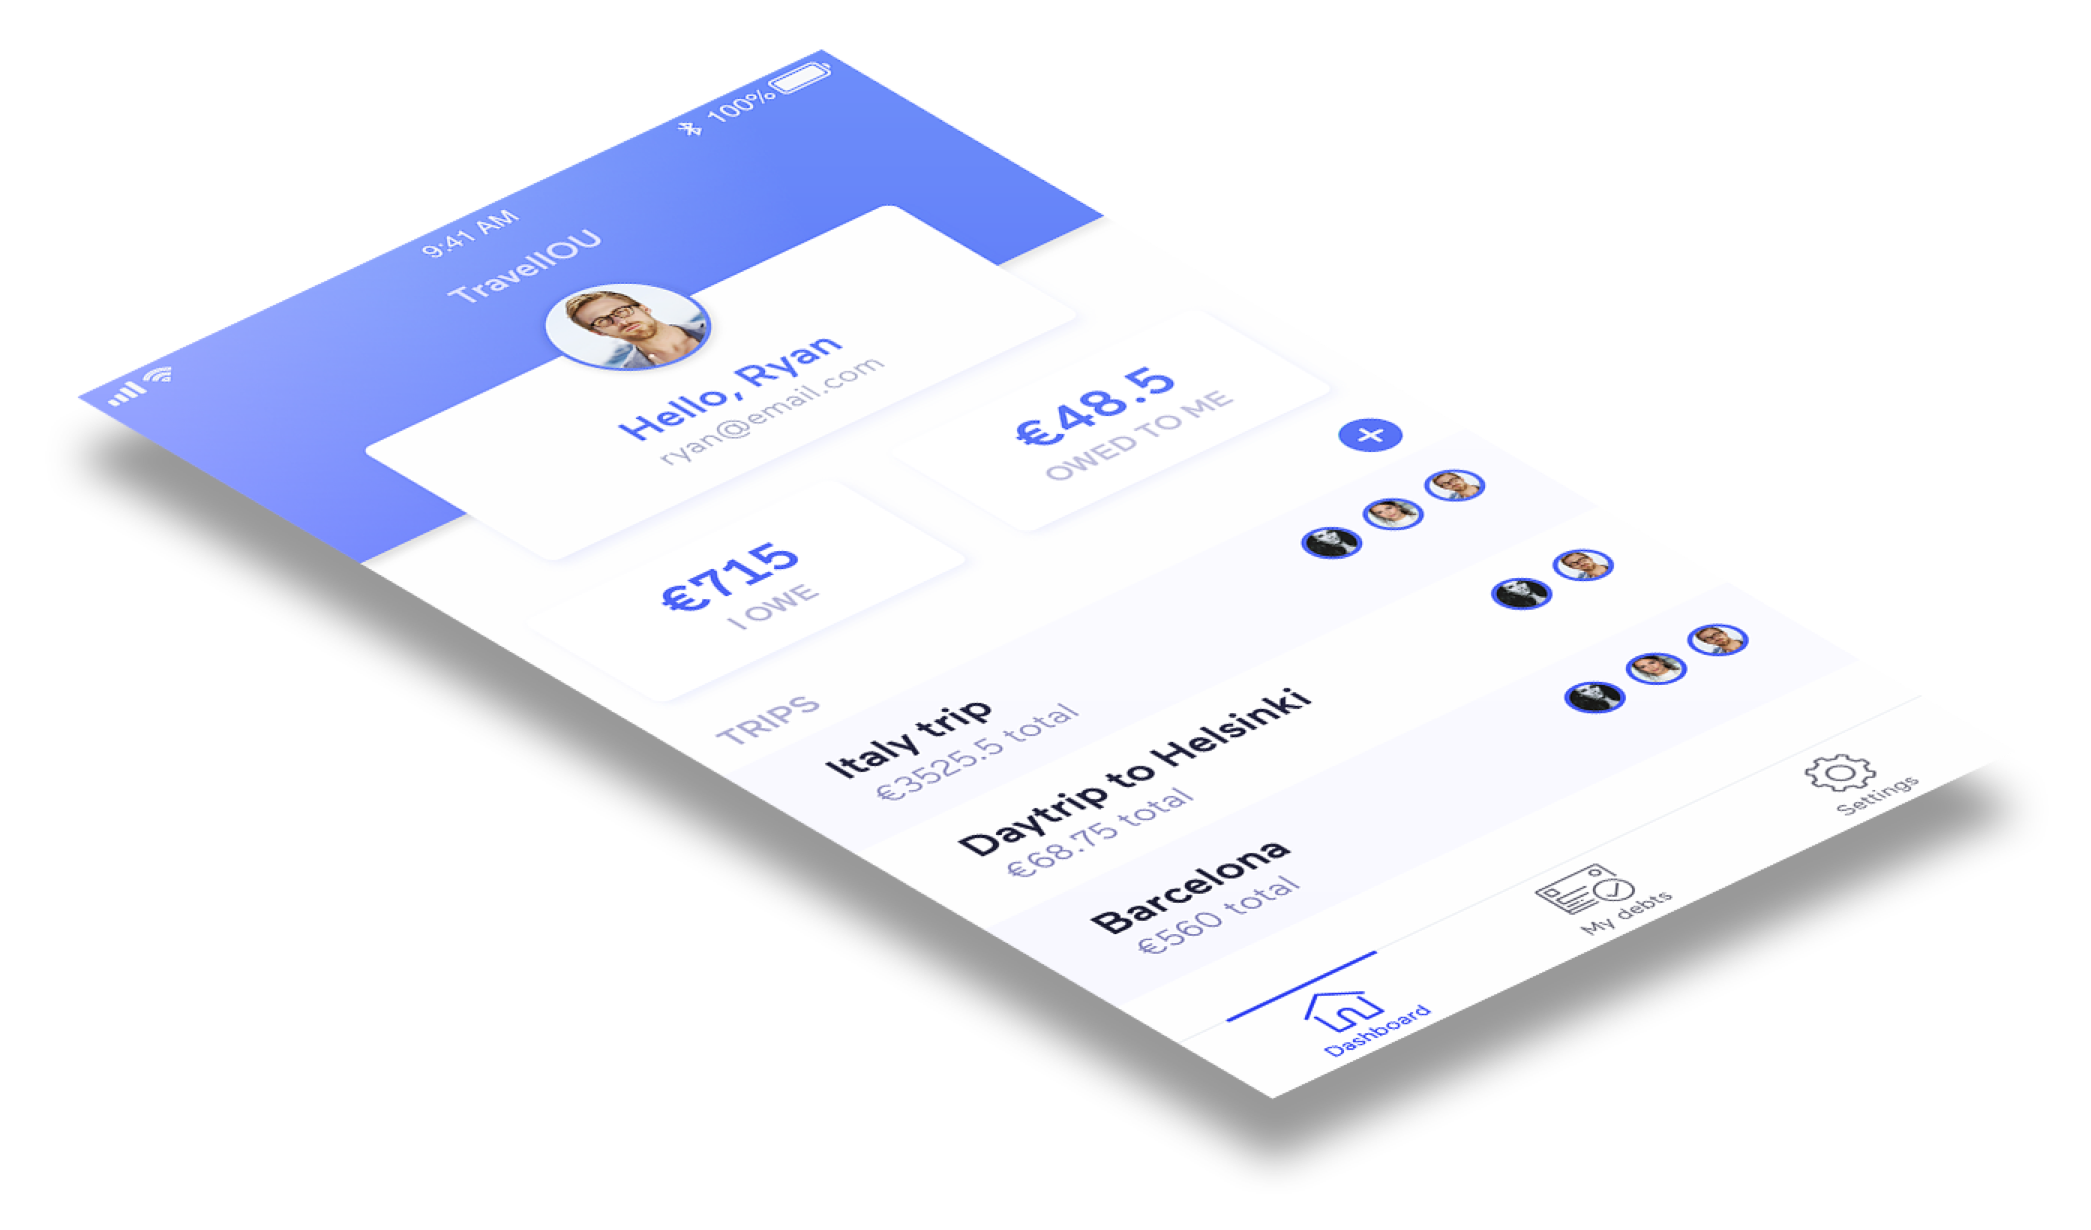 9:41 AM
100%
TravelIOU
Hello, Ryan
ryan@email.com
€715
I OWE
€48.5
OWED TO ME
TRIPS
Italy trip
€3525.5 total
Daytrip to Helsinki
€68.75 total
Barcelona
€560 total
Dashboard
My debts
Settings